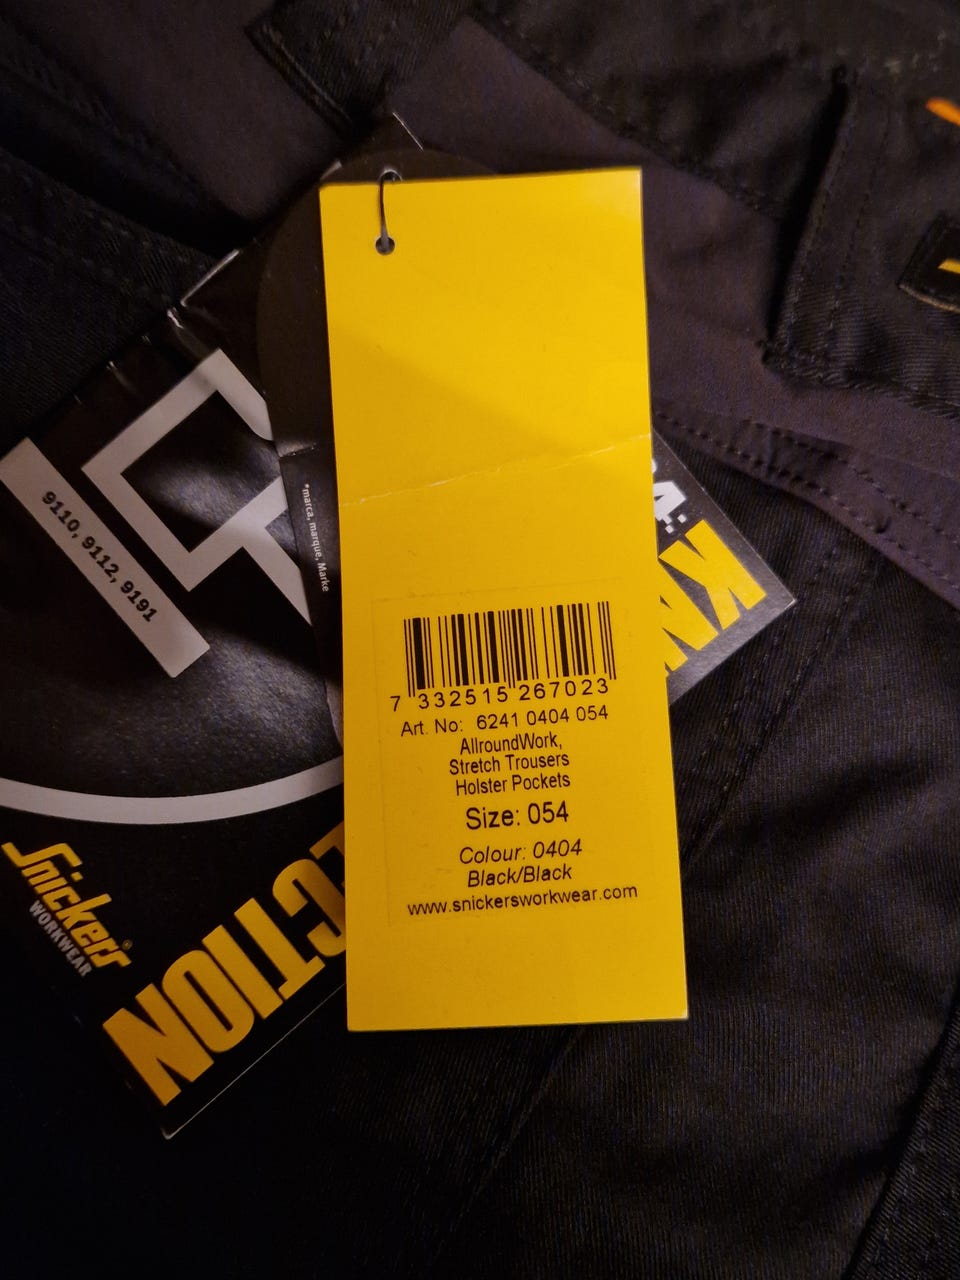 7 332515 267023
Art. No: 6241 0404 054
AllroundWork,
Stretch Trousers
Holster Pockets
Size: 054
Colour: 0404
Black/Black
www.snickersworkwear.com
9110, 9112, 9191
*marca, marque, Marke
Snickers®
WORKWEAR